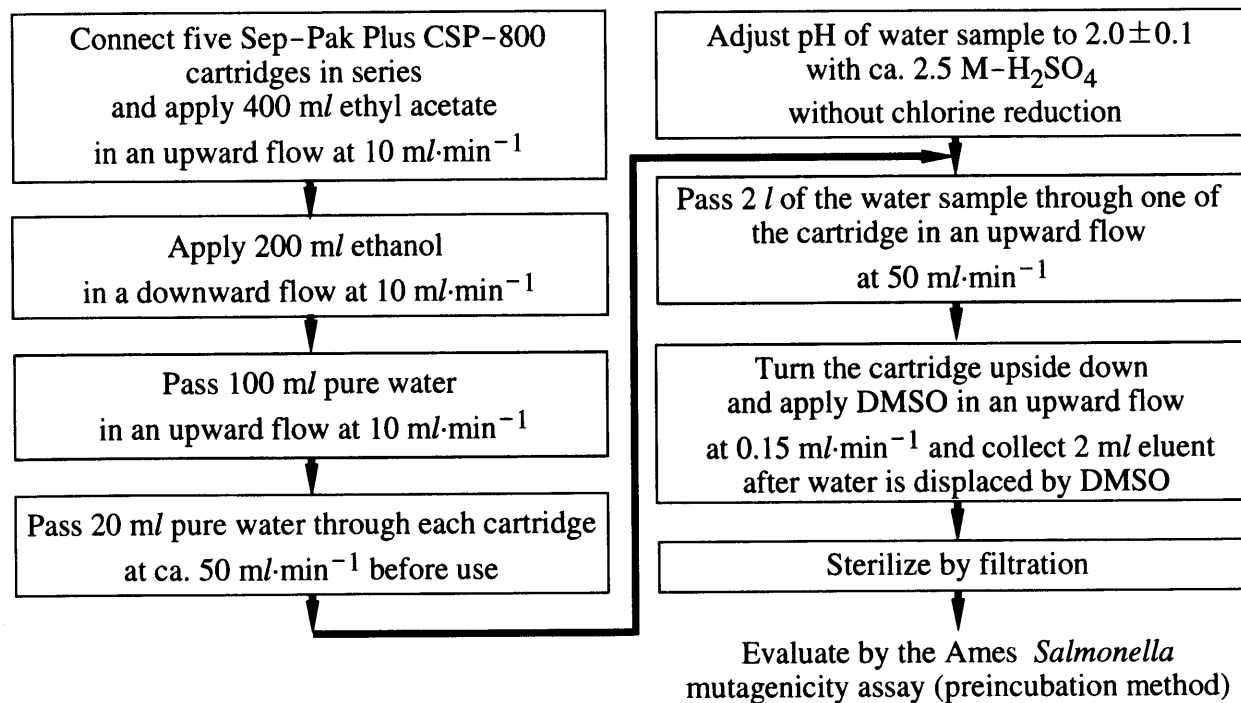 Connect five Sep-Pak Plus CSP-800
cartridges in series
and apply 400 ml ethyl acetate
in an upward flow at 10 ml·min⁻¹
Apply 200 ml ethanol
in a downward flow at 10 ml·min⁻¹
Pass 100 ml pure water
in an upward flow at 10 ml·min⁻¹
Pass 20 ml pure water through each cartridge
at ca. 50 ml·min⁻¹ before use
Adjust pH of water sample to 2.0±0.1
with ca. 2.5 M-H₂SO₄
without chlorine reduction
Pass 2 l of the water sample through one of
the cartridge in an upward flow
at 50 ml·min⁻¹
Turn the cartridge upside down
and apply DMSO in an upward flow
at 0.15 ml·min⁻¹ and collect 2 ml eluent
after water is displaced by DMSO
Sterilize by filtration
Evaluate by the Ames Salmonella
mutagenicity assay (preincubation method)